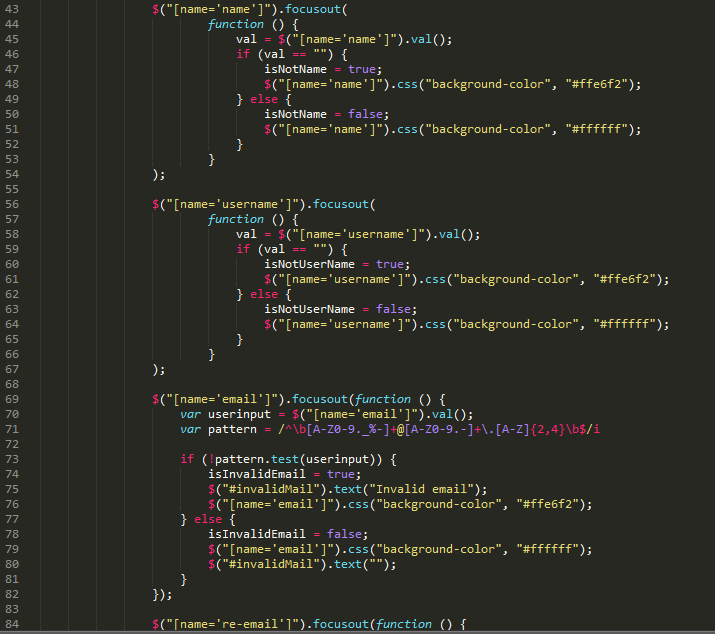 43 $("[name='name']").focusout(
44 function () {
45 val = $("[name='name']").val();
46 if (val == "") {
47 isNotName = true;
48 $("[name='name']").css("background-color", "#ffe6f2");
49 } else {
50 isNotName = false;
51 $("[name='name']").css("background-color", "#ffffff");
52 }
53 }
54 );
55
56 $("[name='username']").focusout(
57 function () {
58 val = $("[name='username']").val();
59 if (val == "") {
60 isNotUserName = true;
61 $("[name='username']").css("background-color", "#ffe6f2");
62 } else {
63 isNotUserName = false;
64 $("[name='username']").css("background-color", "#ffffff");
65 }
66 }
67 );
68
69 $("[name='email']").focusout(function () {
70 var userinput = $("[name='email']").val();
71 var pattern = /^\b[A-Z0-9._%-]+@[A-Z0-9.-]+\.[A-Z]{2,4}\b$/i
72
73 if (!pattern.test(userinput)) {
74 isInvalidEmail = true;
75 $("#invalidMail").text("Invalid email");
76 $("[name='email']").css("background-color", "#ffe6f2");
77 } else {
78 isInvalidEmail = false;
79 $("[name='email']").css("background-color", "#ffffff");
80 $("#invalidMail").text("");
81 }
82 });
83
84 $("[name='re-email']").focusout(function () {